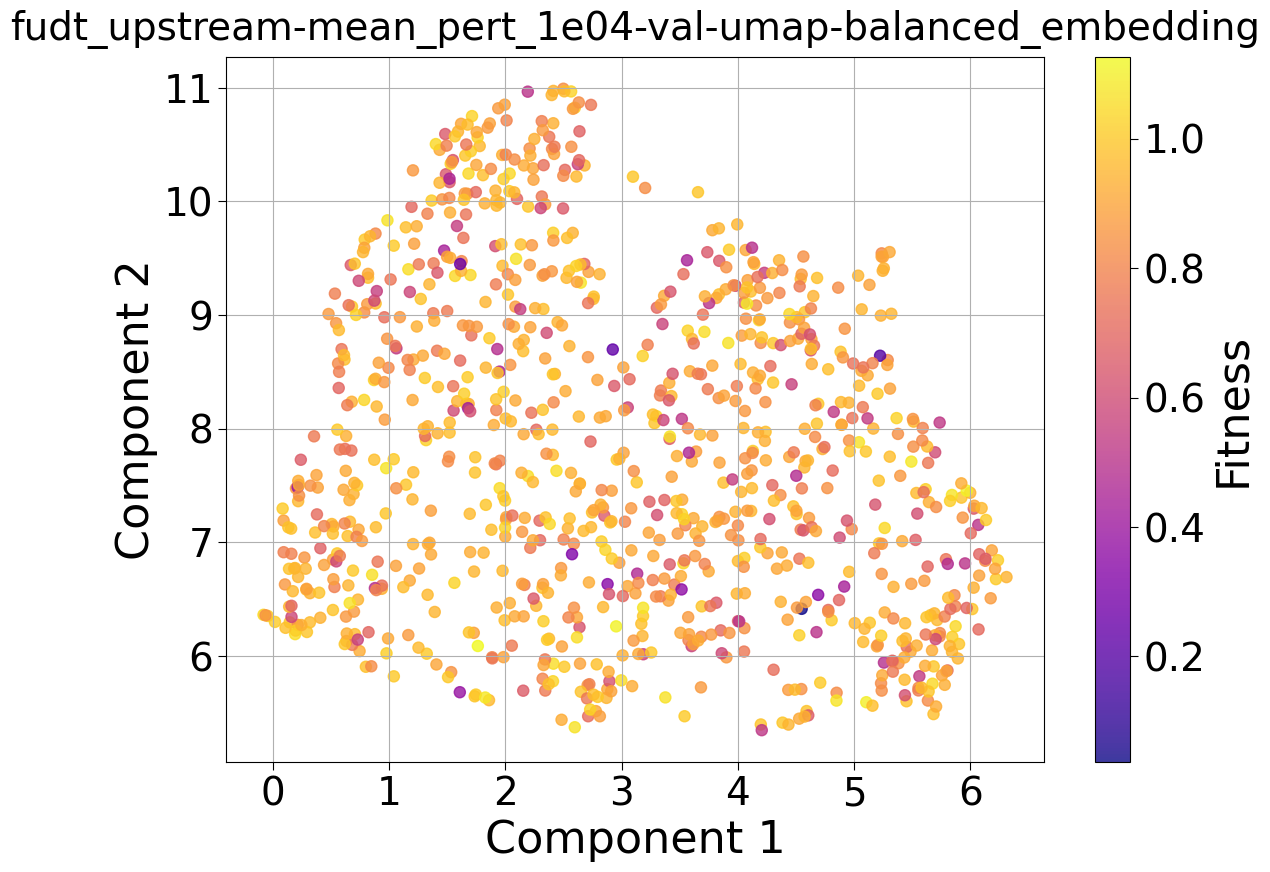 fudt_upstream-mean_pert_1e04-val-umap-balanced_embedding
11
10
9
8
7
6
Component 2
0 1 2 3 4 5 6
Component 1
1.0
0.8
0.6
0.4
0.2
Fitness